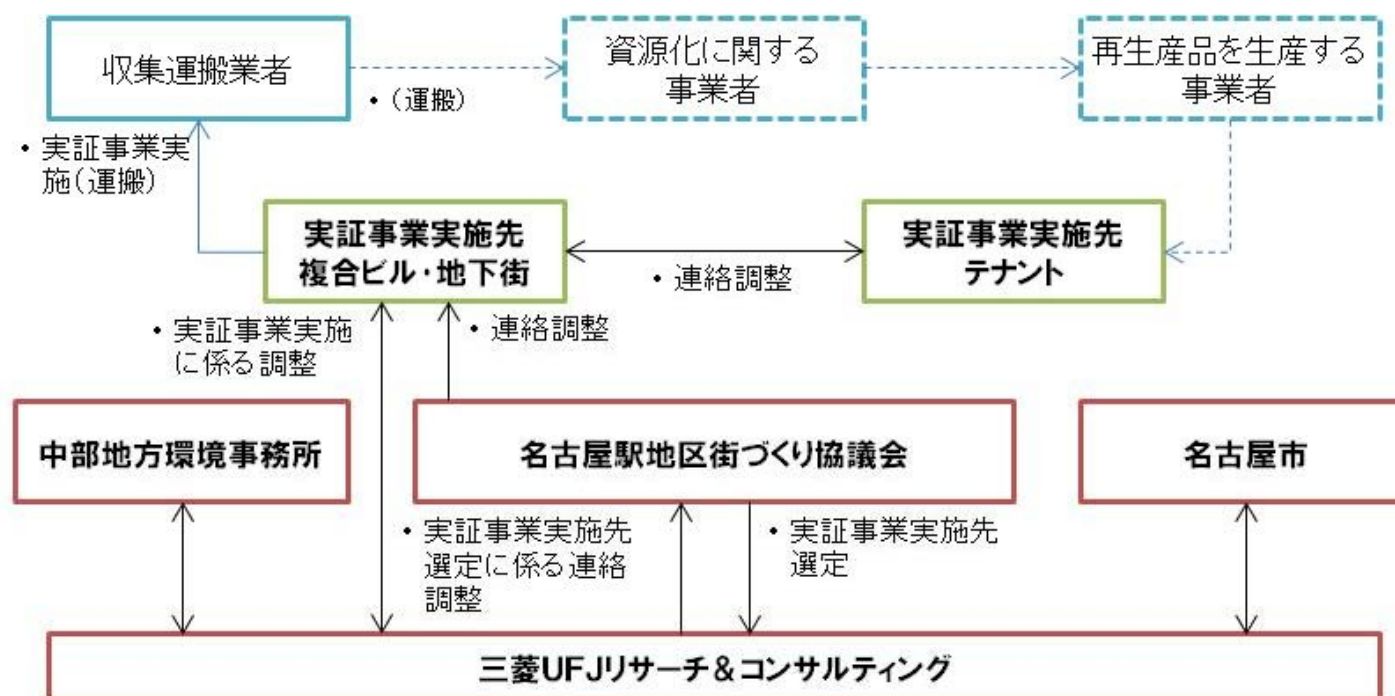 収集運搬業者
・(運搬)
資源化に関する
事業者
再生産品を生産する
事業者
・実証事業実
施(運搬)
実証事業実施先
複合ビル・地下街
・連絡調整
実証事業実施先
テナント
・実証事業実施
に係る調整
・連絡調整
中部地方環境事務所
名古屋駅地区街づくり協議会
名古屋市
・実証事業実施先
選定に係る連絡
調整
・実証事業実施先
選定
三菱UFJリサーチ&コンサルティング